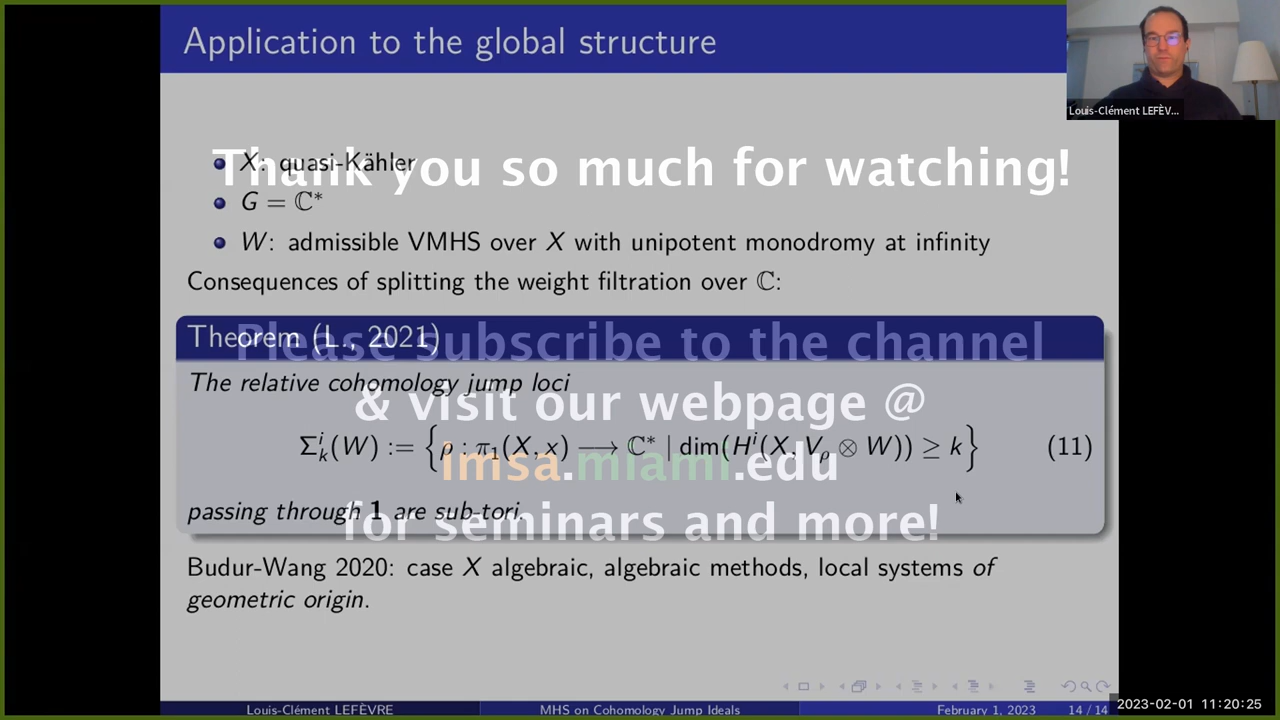 Application to the global structure
Louis-Clément LEFÈV...
X: quasi-Kähler
Thank you so much for watching!
G = ℂ*
W: admissible VMHS over X with unipotent monodromy at infinity
Consequences of splitting the weight filtration over ℂ:
Theorem (L., 2021)
Please subscribe to the channel
The relative cohomology jump loci
& visit our webpage @
Σᵢₖ(W) := {ρ : π₁(X, x) ⟶ ℂ* | dim(Hⁱ(X, Vρ ⊗ W)) ≥ k} (11)
imsa.miami.edu
passing through 1 are sub-tori.
for seminars and more!
Budur-Wang 2020: case X algebraic, algebraic methods, local systems of
geometric origin.
Louis-Clément LEFÈVRE MHS on Cohomology Jump Ideals February 1, 2023 14 / 14
2023-02-01 11:20:25